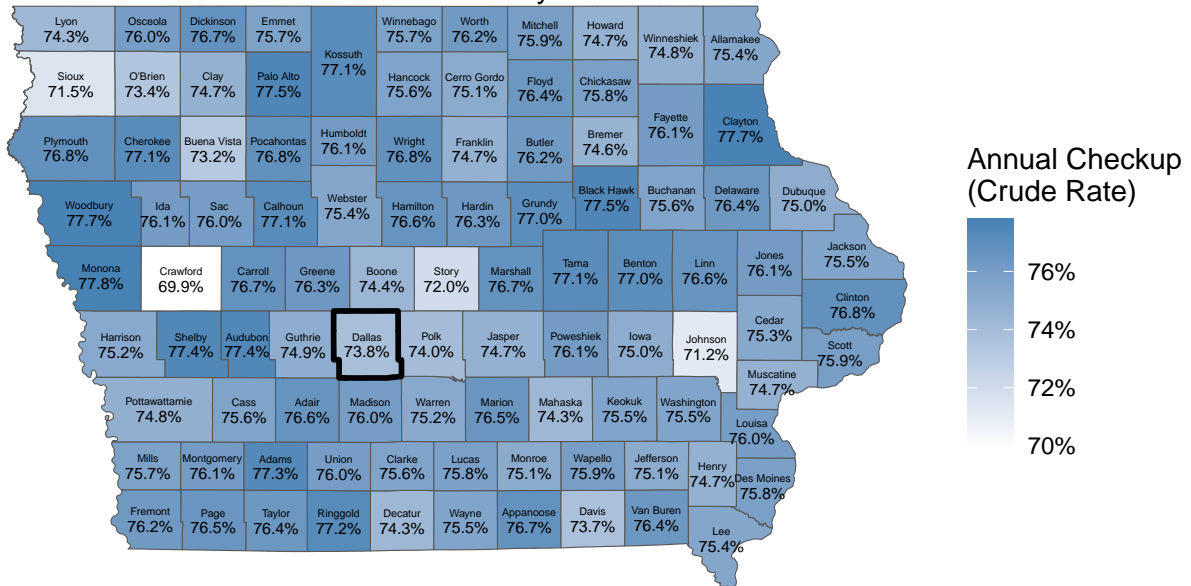 Lyon
74.3%
Osceola
76.0%
Dickinson
76.7%
Emmet
75.7%
Kossuth
77.1%
Winnebago
75.7%
Worth
76.2%
Mitchell
75.9%
Howard
74.7%
Winneshiek
74.8%
Allamakee
75.4%
Sioux
71.5%
O'Brien
73.4%
Clay
74.7%
Palo Alto
77.5%
Hancock
75.6%
Cerro Gordo
75.1%
Floyd
76.4%
Chickasaw
75.8%
Plymouth
76.8%
Cherokee
77.1%
Buena Vista
73.2%
Pocahontas
76.8%
Humboldt
76.1%
Wright
76.8%
Franklin
74.7%
Butler
76.2%
Bremer
74.6%
Fayette
76.1%
Clayton
77.7%
Woodbury
77.7%
Ida
76.1%
Sac
76.0%
Calhoun
77.1%
Webster
75.4%
Hamilton
76.6%
Hardin
76.3%
Grundy
77.0%
Black Hawk
77.5%
Buchanan
75.6%
Delaware
76.4%
Dubuque
75.0%
Monona
77.8%
Crawford
69.9%
Carroll
76.7%
Greene
76.3%
Boone
74.4%
Story
72.0%
Marshall
76.7%
Tama
77.1%
Benton
77.0%
Linn
76.6%
Jones
76.1%
Jackson
75.5%
Clinton
76.8%
Harrison
75.2%
Shelby
77.4%
Audubon
77.4%
Guthrie
74.9%
Dallas
73.8%
Polk
74.0%
Jasper
74.7%
Poweshiek
76.1%
Iowa
75.0%
Johnson
71.2%
Cedar
75.3%
Scott
75.9%
Muscatine
74.7%
Pottawattamie
74.8%
Cass
75.6%
Adair
76.6%
Madison
76.0%
Warren
75.2%
Marion
76.5%
Mahaska
74.3%
Keokuk
75.5%
Washington
75.5%
Louisa
76.0%
Mills
75.7%
Montgomery
76.1%
Adams
77.3%
Union
76.0%
Clarke
75.6%
Lucas
75.8%
Monroe
75.1%
Wapello
75.9%
Jefferson
75.1%
Henry
74.7%
Des Moines
75.8%
Fremont
76.2%
Page
76.5%
Taylor
76.4%
Ringgold
77.2%
Decatur
74.3%
Wayne
75.5%
Appanoose
76.7%
Davis
73.7%
Van Buren
76.4%
Lee
75.4%
Annual Checkup
(Crude Rate)
76%
74%
72%
70%